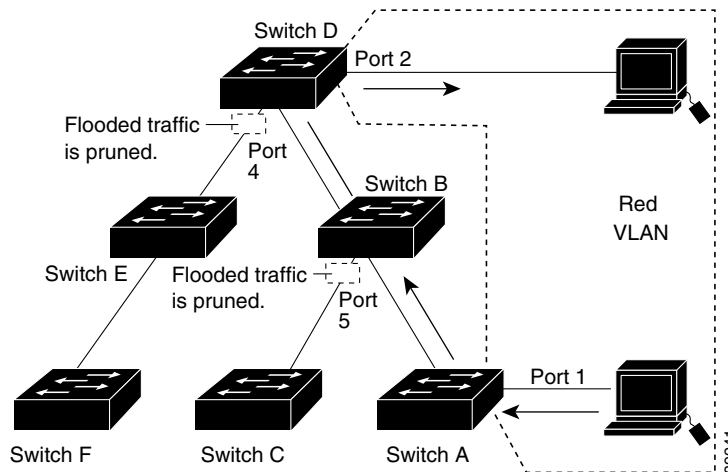 Switch D
Port 2
Flooded traffic
is pruned.
Port
4
Switch B
Red
VLAN
Switch E
Flooded traffic
is pruned.
Port
5
Port 1
Switch F
Switch C
Switch A